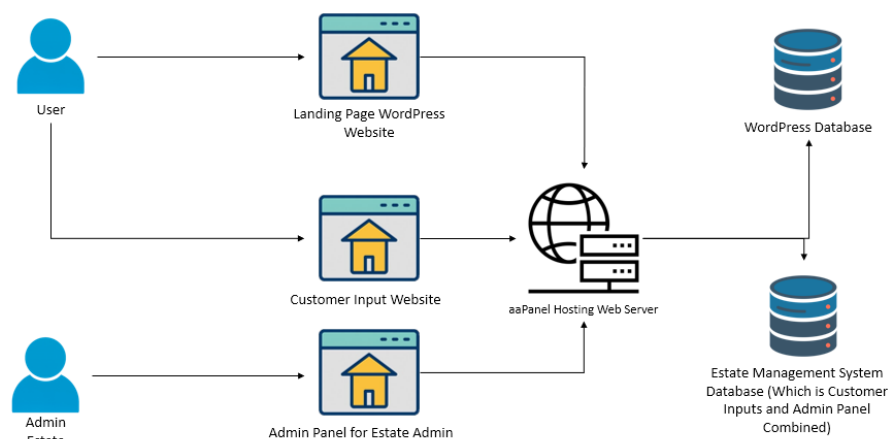 User
Landing Page WordPress
Website
WordPress Database
Customer Input Website
aaPanel Hosting Web Server
Estate Management System
Database (Which is Customer
Inputs and Admin Panel
Combined)
Admin
Estate
Admin Panel for Estate Admin